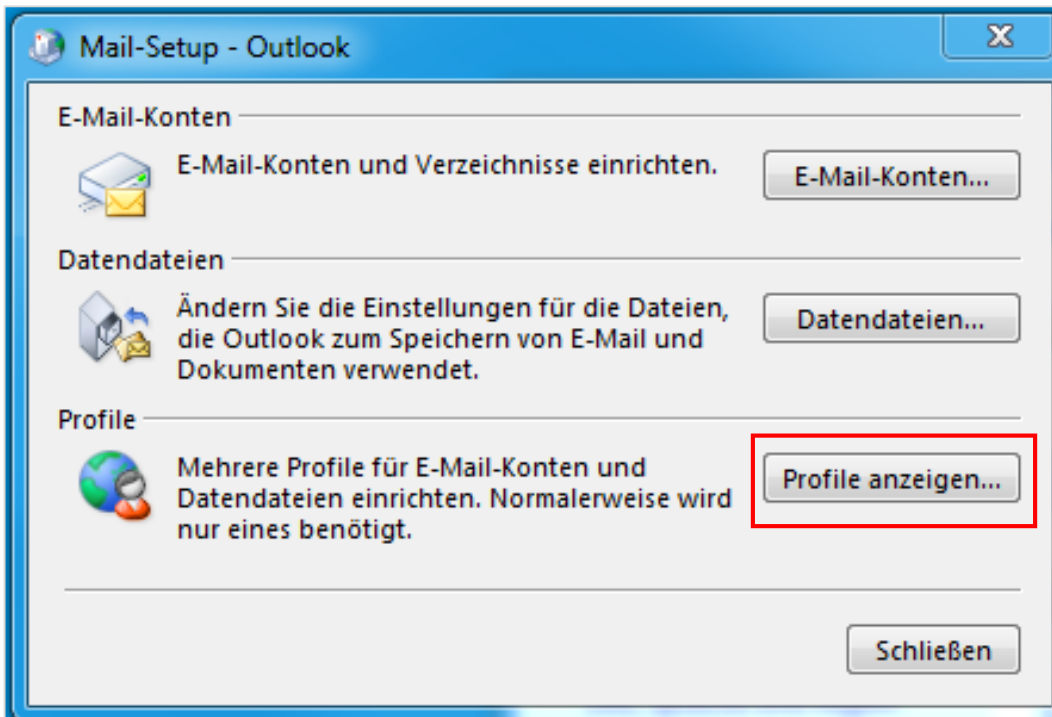 Mail-Setup - Outlook
E-Mail-Konten
E-Mail-Konten und Verzeichnisse einrichten.
E-Mail-Konten...
Datendateien
Ändern Sie die Einstellungen für die Dateien,
die Outlook zum Speichern von E-Mail und
Dokumenten verwendet.
Datendateien...
Profile
Mehrere Profile für E-Mail-Konten und
Datendateien einrichten. Normalerweise wird
nur eines benötigt.
Profile anzeigen...
Schließen